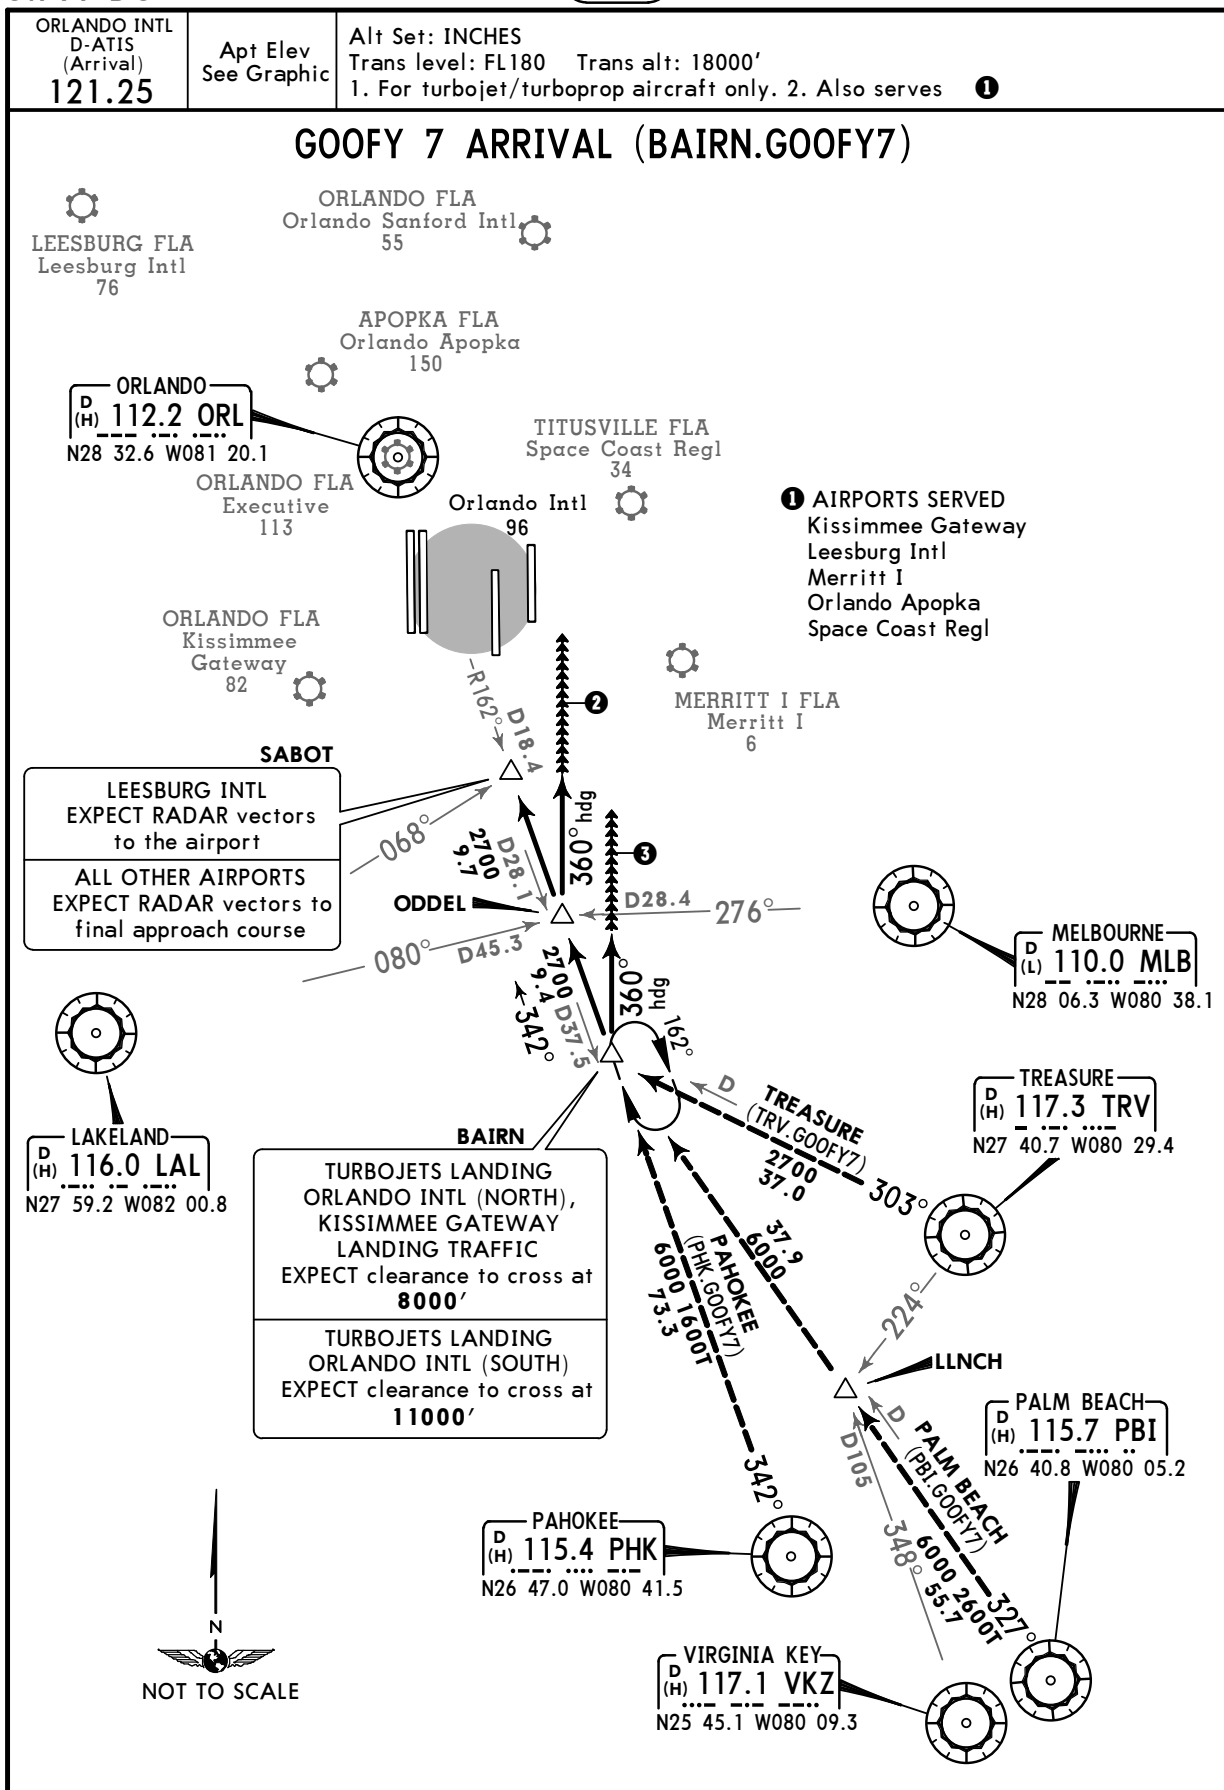 ORLANDO INTL
D-ATIS
(Arrival)
121.25
Apt Elev
See Graphic
Alt Set: INCHES
Trans level: FL180 Trans alt: 18000'
1. For turbojet/turboprop aircraft only. 2. Also serves ❶
GOOFY 7 ARRIVAL (BAIRN.GOOFY7)
LEESBURG FLA
Leesburg Intl
76
ORLANDO FLA
Orlando Sanford Intl
55
APOPKA FLA
Orlando Apopka
150
ORLANDO
D
(H) 112.2 ORL
N28 32.6 W081 20.1
ORLANDO FLA
Executive
113
TITUSVILLE FLA
Space Coast Regl
34
Orlando Intl
96
❶ AIRPORTS SERVED
Kissimmee Gateway
Leesburg Intl
Merritt I
Orlando Apopka
Space Coast Regl
ORLANDO FLA
Kissimmee
Gateway
82
MERRITT I FLA
Merritt I
6
R162°
D18.4
❷
SABOT
LEESBURG INTL
EXPECT RADAR vectors
to the airport
ALL OTHER AIRPORTS
EXPECT RADAR vectors to
final approach course
068°
2700
9.7
D28.1
360° hdg
❸
ODDEL
D28.4
276°
080°
D45.3
2700
9.4
D37.5
342°
360°
hdg
162°
MELBOURNE
D
(L) 110.0 MLB
N28 06.3 W080 38.1
LAKELAND
D
(H) 116.0 LAL
N27 59.2 W082 00.8
TREASURE
D
(H) 117.3 TRV
N27 40.7 W080 29.4
D
TREASURE
(TRV.GOOFY7)
2700
37.0
303°
BAIRN
TURBOJETS LANDING
ORLANDO INTL (NORTH),
KISSIMMEE GATEWAY
LANDING TRAFFIC
EXPECT clearance to cross at
8000'
TURBOJETS LANDING
ORLANDO INTL (SOUTH)
EXPECT clearance to cross at
11000'
PAHOKEE
(PHK.GOOFY7)
6000 1600T
73.3
342°
37.9
6000
224°
LLNCH
D
PALM BEACH
(PBI.GOOFY7)
6000 2600T
55.7
327°
D105
348°
PALM BEACH
D
(H) 115.7 PBI
N26 40.8 W080 05.2
PAHOKEE
D
(H) 115.4 PHK
N26 47.0 W080 41.5
VIRGINIA KEY
D
(H) 117.1 VKZ
N25 45.1 W080 09.3
N
NOT TO SCALE